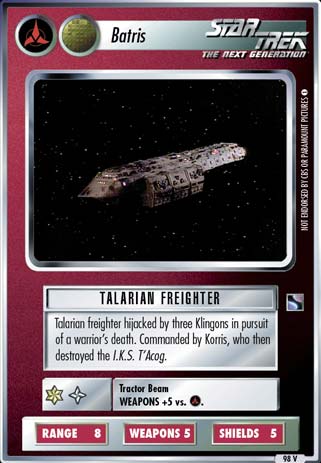 Batris
STAR TREK
THE NEXT GENERATION
NOT ENDORSED BY CBS OR PARAMOUNT PICTURES
TALARIAN FREIGHTER
Talarian freighter hijacked by three Klingons in pursuit
of a warrior's death. Commanded by Korris, who then
destroyed the I.K.S. T'Acog.
Tractor Beam
WEAPONS +5 vs. .
RANGE 8 WEAPONS 5 SHIELDS 5
98 V